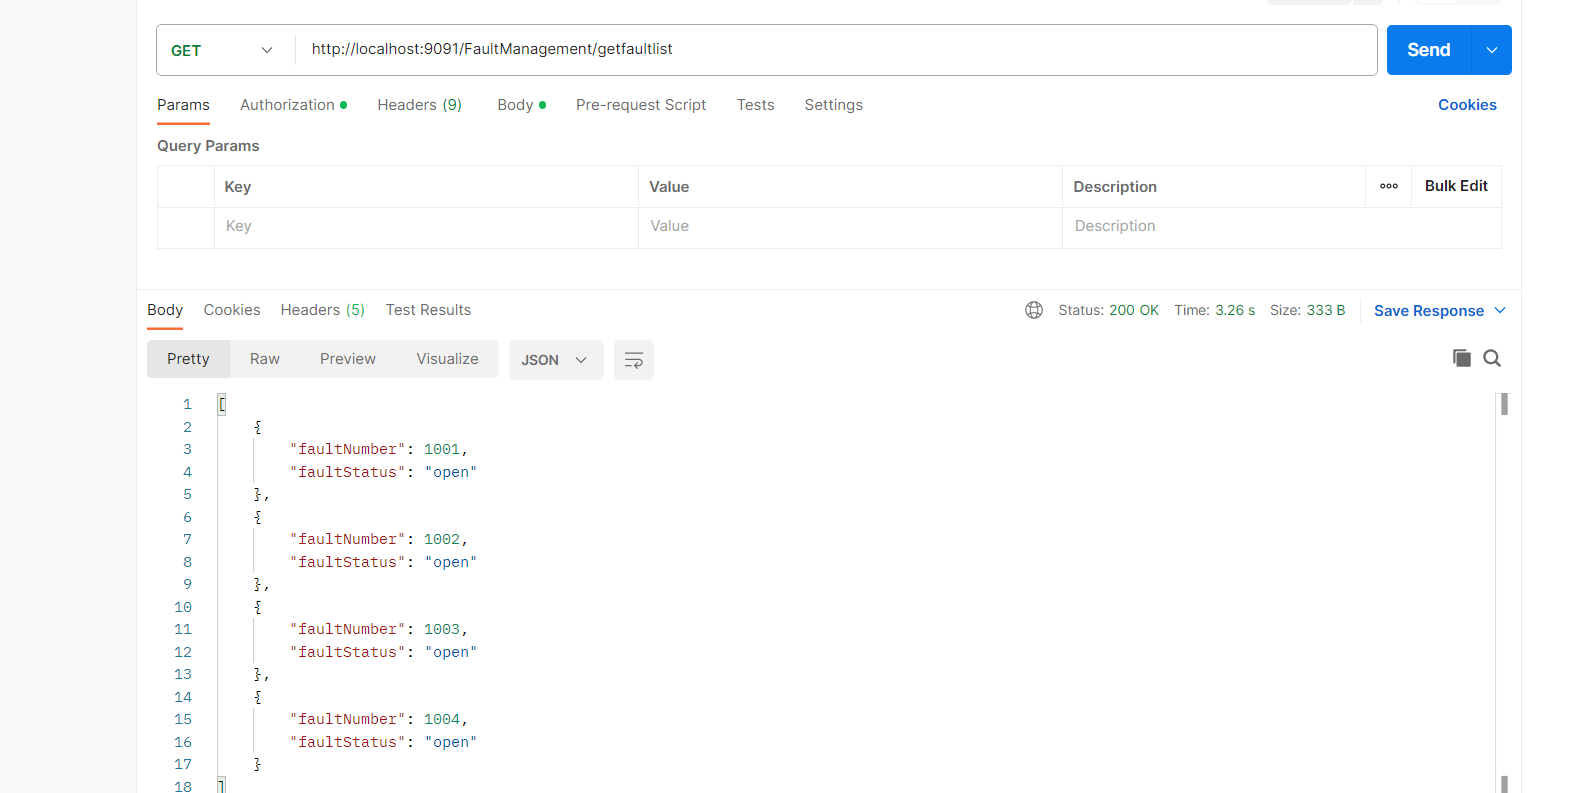 GET http://localhost:9091/FaultManagement/getfaultlist Send
Params Authorization Headers (9) Body Pre-request Script Tests Settings Cookies
Query Params
Key Value Description ooo Bulk Edit
Key Value Description
Body Cookies Headers (5) Test Results Status: 200 OK Time: 3.26 s Size: 333 B Save Response
Pretty Raw Preview Visualize JSON
1 [
2 {
3 "faultNumber": 1001,
4 "faultStatus": "open"
5 },
6 {
7 "faultNumber": 1002,
8 "faultStatus": "open"
9 },
10 {
11 "faultNumber": 1003,
12 "faultStatus": "open"
13 },
14 {
15 "faultNumber": 1004,
16 "faultStatus": "open"
17 }
18 ]